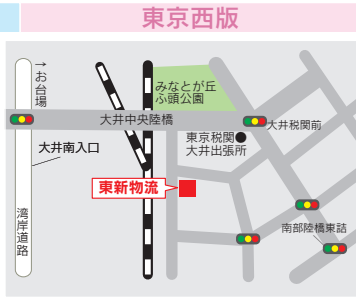 東京西版
→お台場
みなとが丘
ふ頭公園
大井中央陸橋
大井税関前
東京税関
大井出張所
大井南入口
東新物流
湾岸道路
南部陸橋東詰